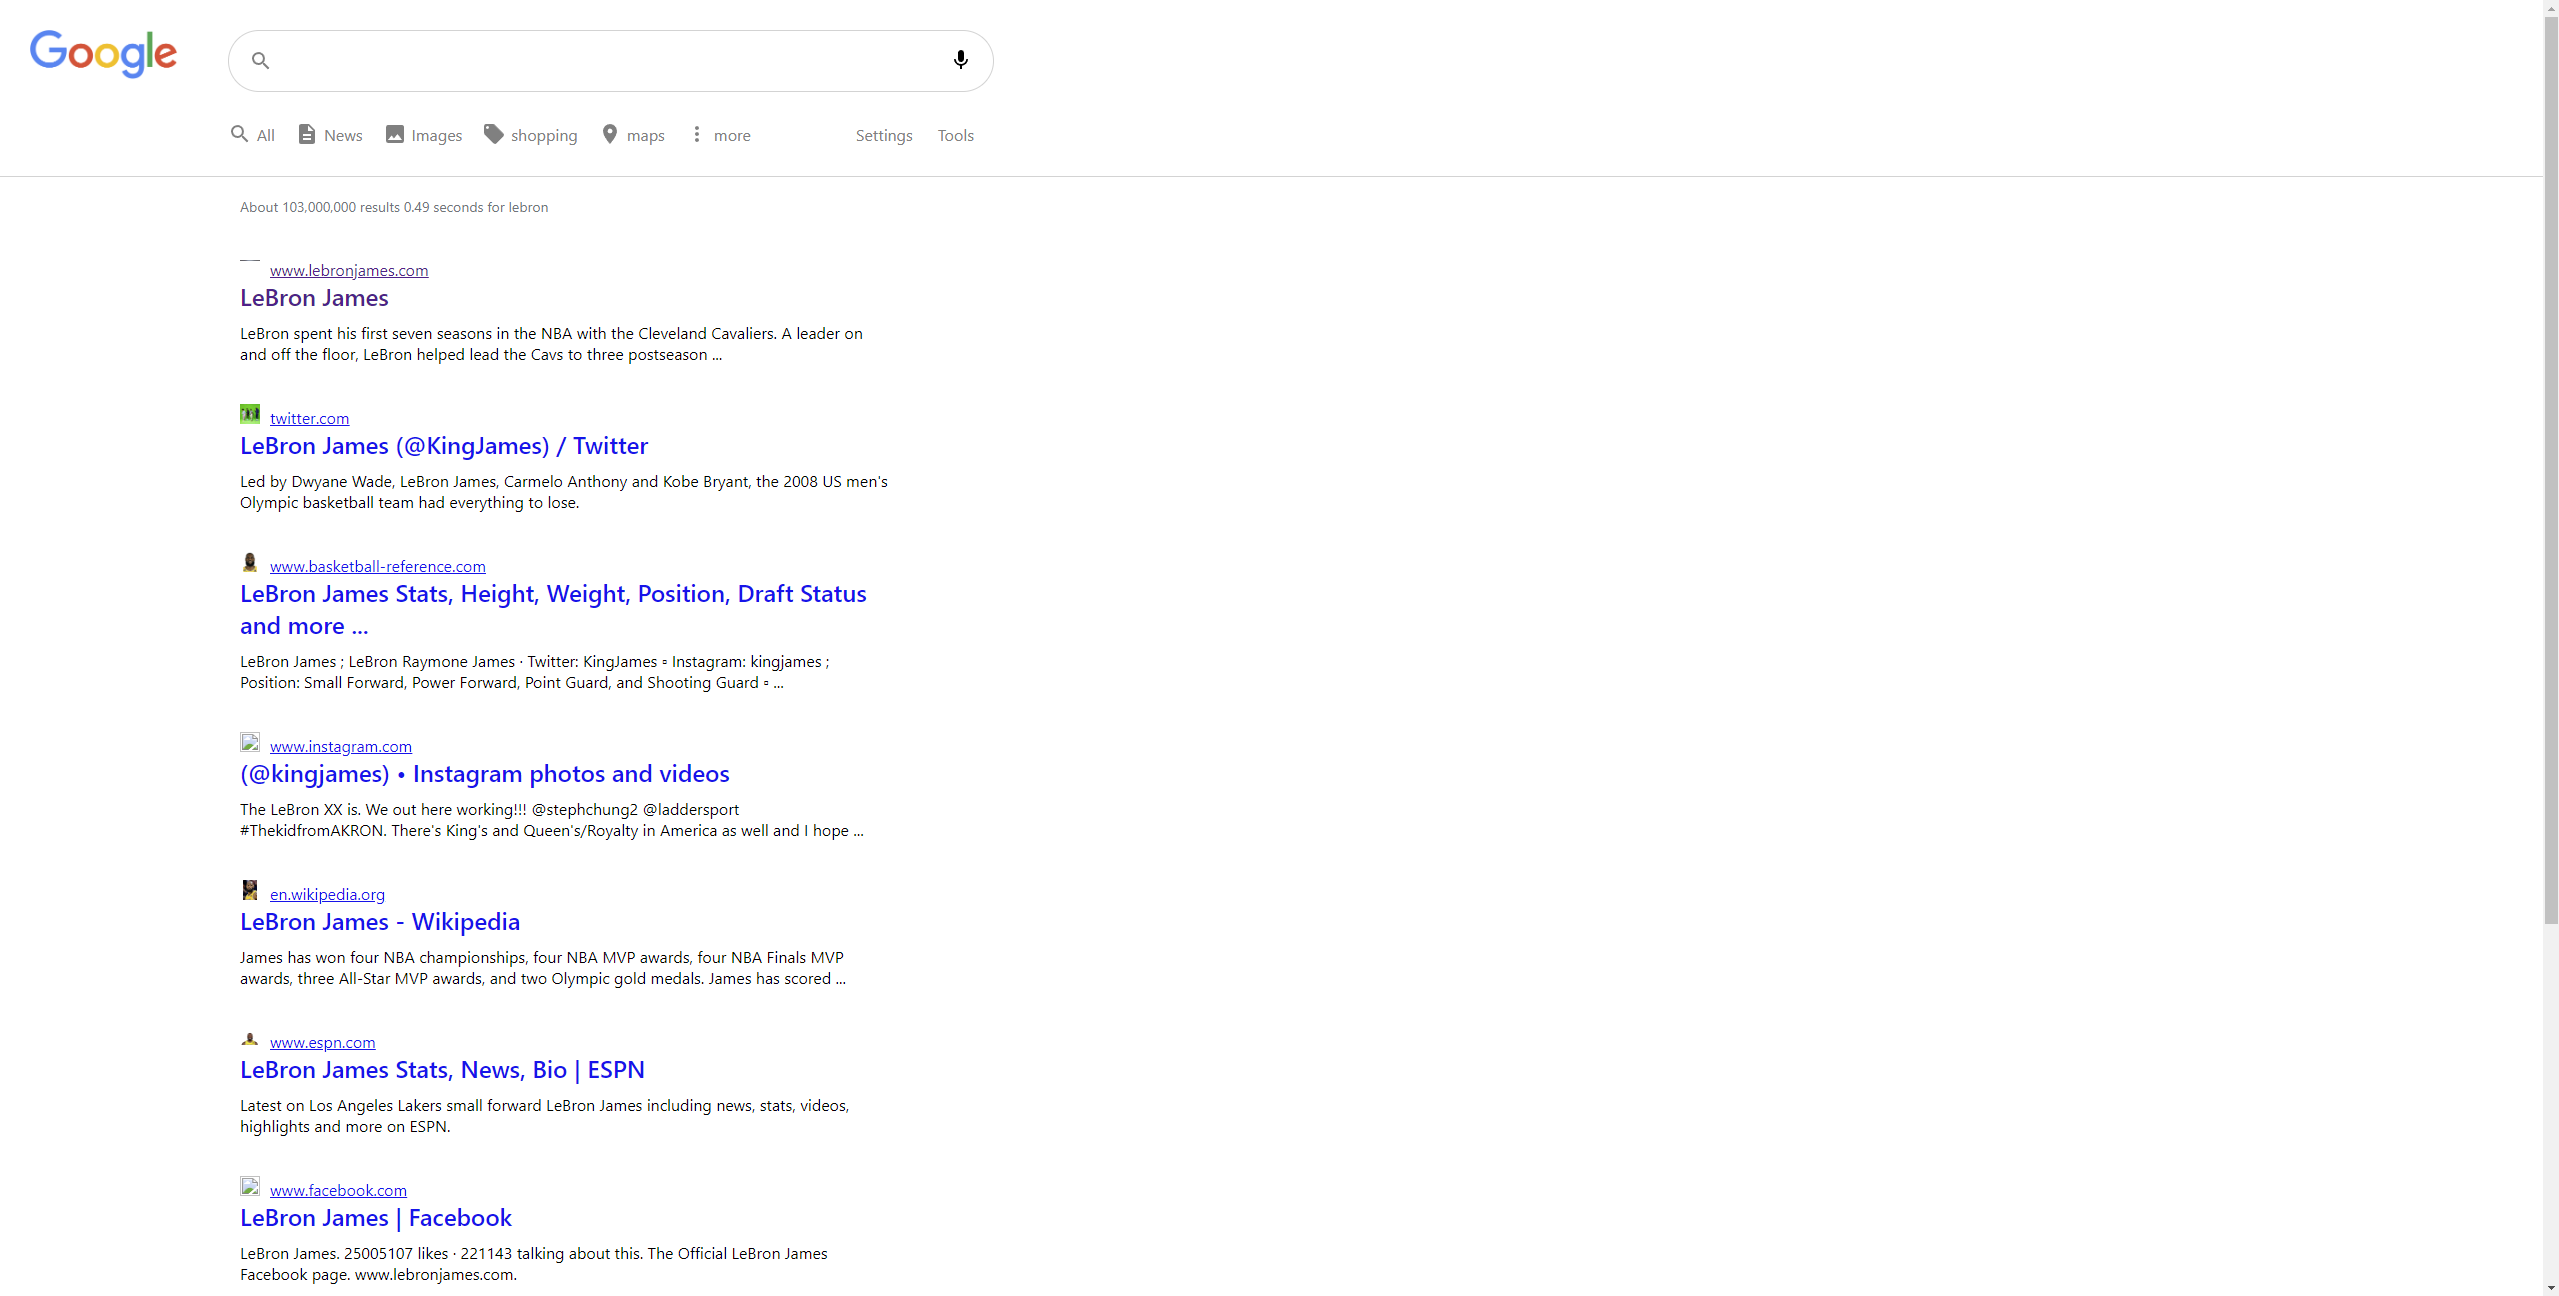 Google
All News Images shopping maps more Settings Tools
About 103,000,000 results 0.49 seconds for lebron
www.lebronjames.com
LeBron James
LeBron spent his first seven seasons in the NBA with the Cleveland Cavaliers. A leader on
and off the floor, LeBron helped lead the Cavs to three postseason ...
twitter.com
LeBron James (@KingJames) / Twitter
Led by Dwyane Wade, LeBron James, Carmelo Anthony and Kobe Bryant, the 2008 US men's
Olympic basketball team had everything to lose.
www.basketball-reference.com
LeBron James Stats, Height, Weight, Position, Draft Status
and more ...
LeBron James ; LeBron Raymone James · Twitter: KingJames ▫ Instagram: kingjames ;
Position: Small Forward, Power Forward, Point Guard, and Shooting Guard ▫ ...
www.instagram.com
(@kingjames) • Instagram photos and videos
The LeBron XX is. We out here working!!! @stephchung2 @laddersport
#ThekidfromAKRON. There's King's and Queen's/Royalty in America as well and I hope ...
en.wikipedia.org
LeBron James - Wikipedia
James has won four NBA championships, four NBA MVP awards, four NBA Finals MVP
awards, three All-Star MVP awards, and two Olympic gold medals. James has scored ...
www.espn.com
LeBron James Stats, News, Bio | ESPN
Latest on Los Angeles Lakers small forward LeBron James including news, stats, videos,
highlights and more on ESPN.
www.facebook.com
LeBron James | Facebook
LeBron James. 25005107 likes · 221143 talking about this. The Official LeBron James
Facebook page. www.lebronjames.com.